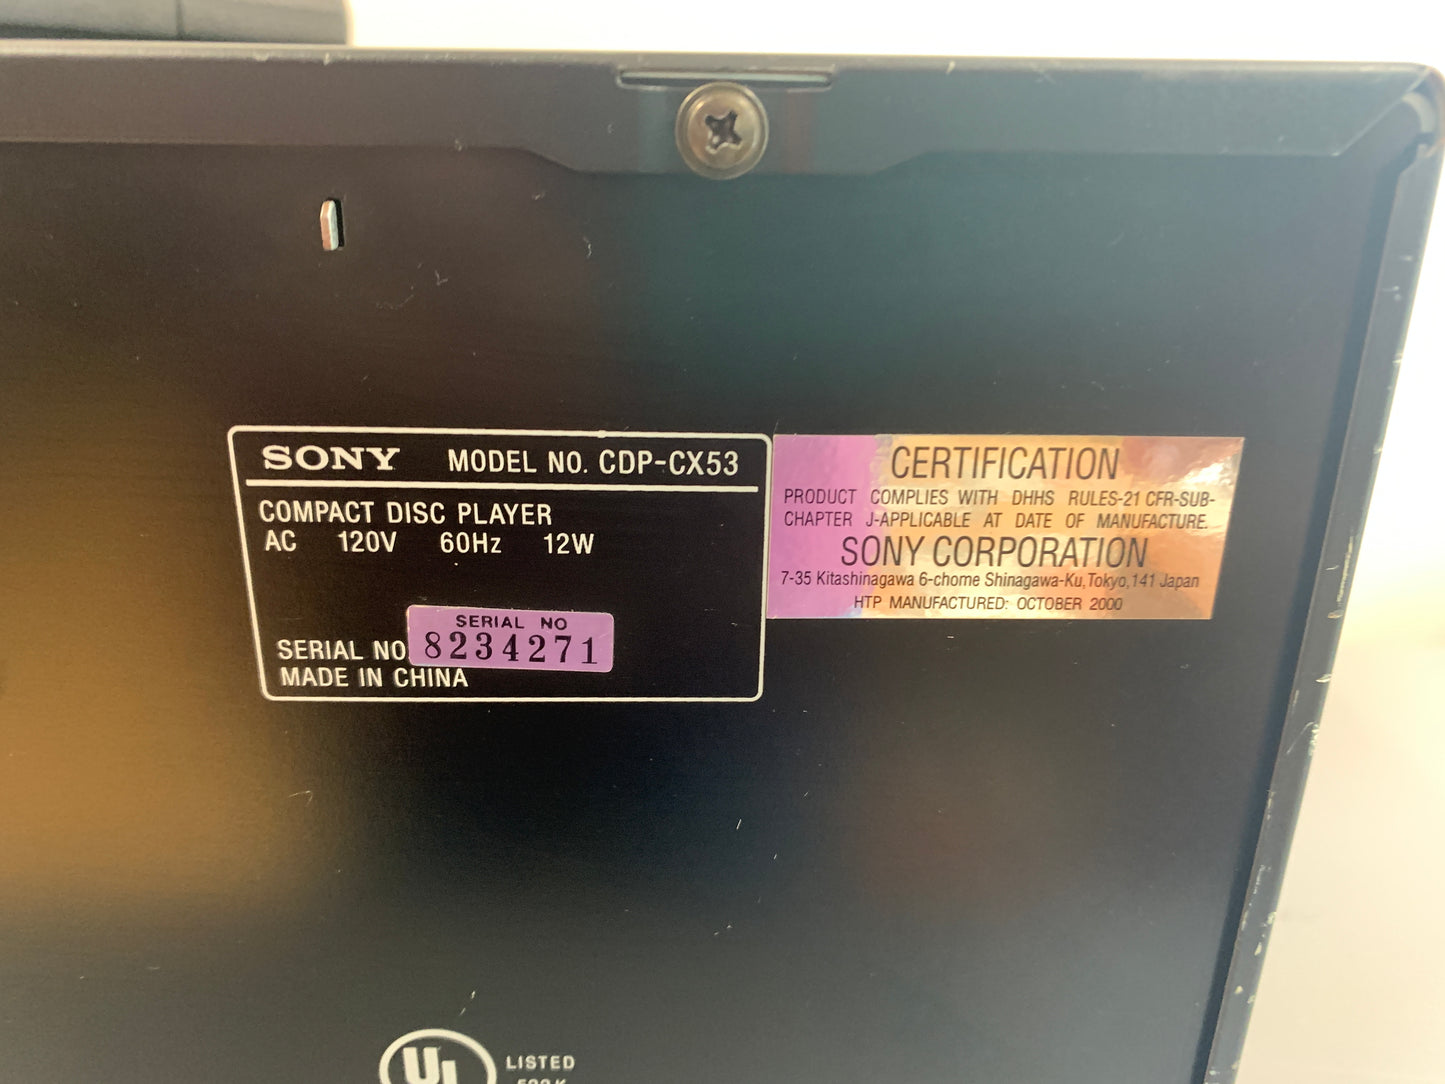 SONY MODEL NO. CDP-CX53
COMPACT DISC PLAYER
AC 120V 60Hz 12W
SERIAL NO
SERIAL NO. 8234271
MADE IN CHINA
CERTIFICATION
PRODUCT COMPLIES WITH DHHS RULES-21 CFR-SUB-
CHAPTER J-APPLICABLE AT DATE OF MANUFACTURE.
SONY CORPORATION
7-35 Kitashinagawa 6-chome Shinagawa-Ku, Tokyo, 141 Japan
HTP MANUFACTURED: OCTOBER 2000
UL LISTED